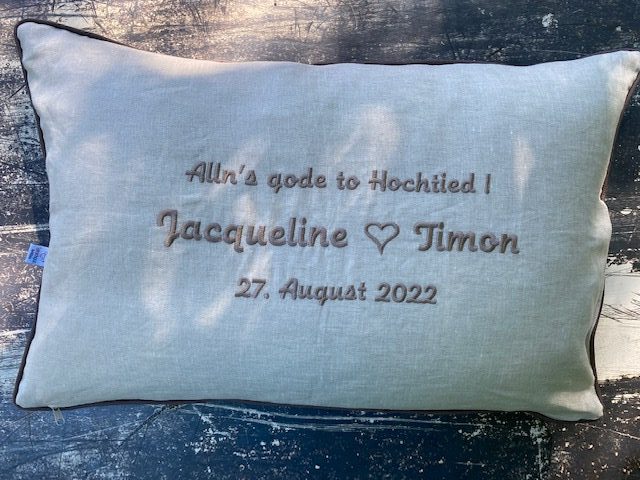 Alln's gode to Hochtied !
Jacqueline ♡ Timon
27. August 2022